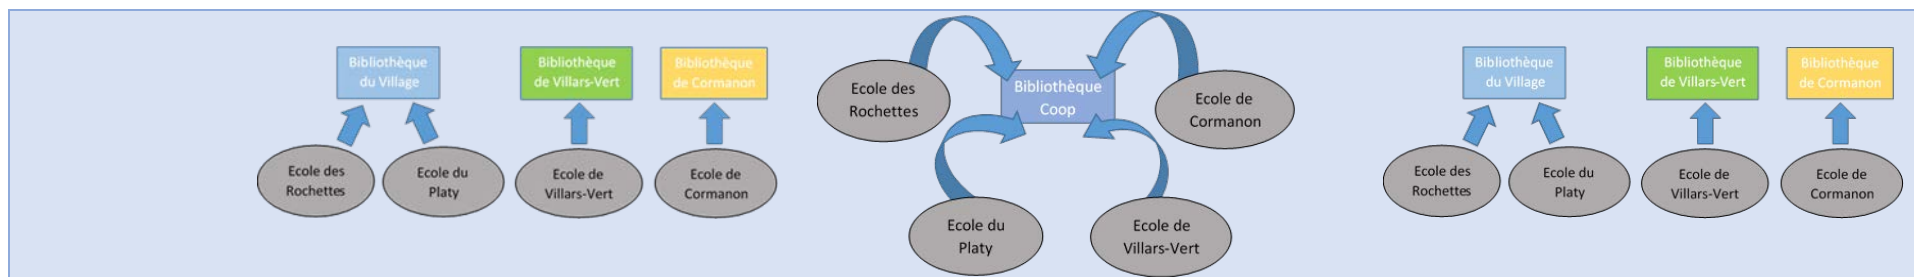 Bibliothèque
du Village
Bibliothèque
de Villars-Vert
Bibliothèque
de Cormanon
Ecole des
Rochettes
Ecole du
Platy
Ecole de
Villars-Vert
Ecole de
Cormanon
Ecole des
Rochettes
Bibliothèque
Coop
Ecole de
Cormanon
Ecole du
Platy
Ecole de
Villars-Vert
Bibliothèque
du Village
Bibliothèque
de Villars-Vert
Bibliothèque
de Cormanon
Ecole des
Rochettes
Ecole du
Platy
Ecole de
Villars-Vert
Ecole de
Cormanon